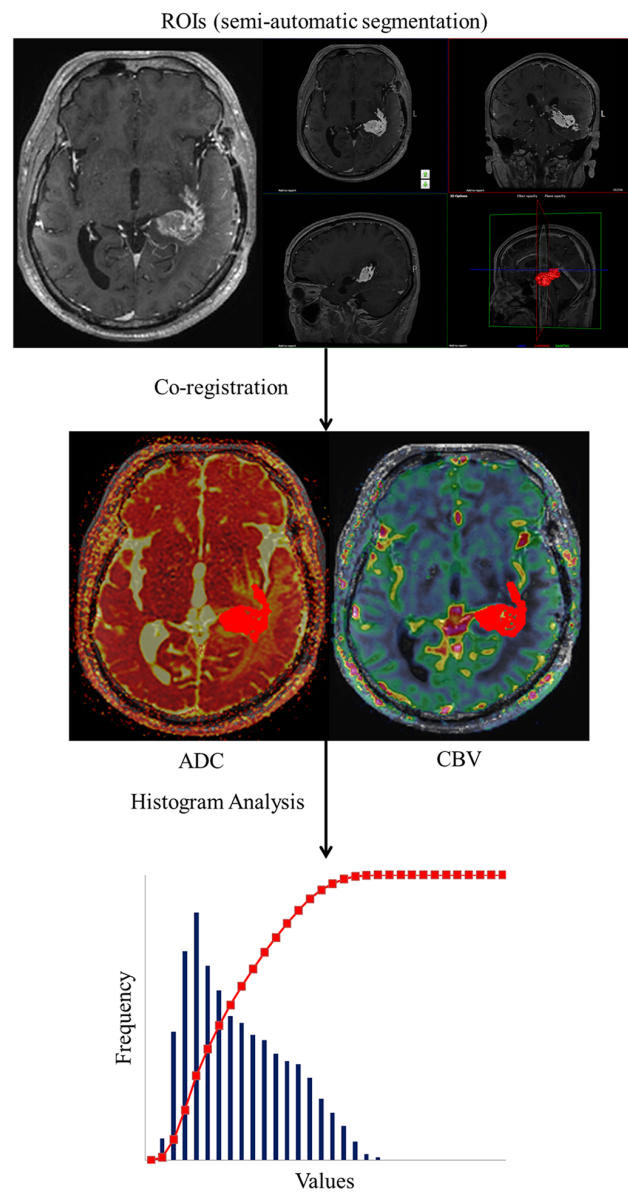 ROIs (semi-automatic segmentation)
L
L
P
Co-registration
ADC
CBV
Histogram Analysis
Frequency
Values